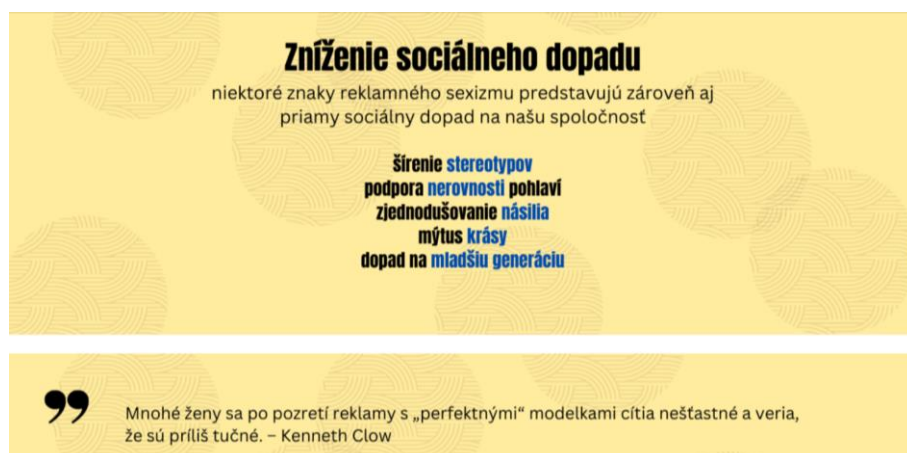 Zníženie sociálneho dopadu
niektoré znaky reklamného sexizmu predstavujú zároveň aj
priamy sociálny dopad na našu spoločnosť
šírenie stereotypov
podpora nerovnosti pohlaví
zjednodušovanie násilia
mýtus krásy
dopad na mladšiu generáciu
❞
Mnohé ženy sa po pozretí reklamy s „perfektnými“ modelkami cítia nešťastné a veria,
že sú príliš tučné. – Kenneth Clow